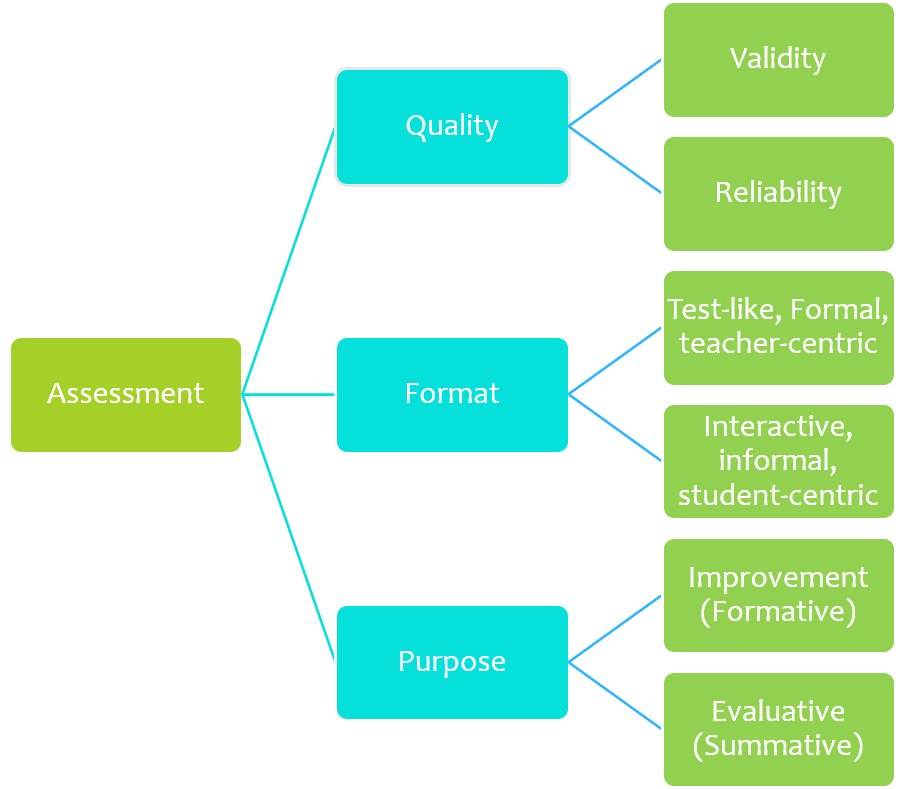 Assessment
Quality
Validity
Reliability
Format
Test-like, Formal,
teacher-centric
Interactive,
informal,
student-centric
Purpose
Improvement
(Formative)
Evaluative
(Summative)